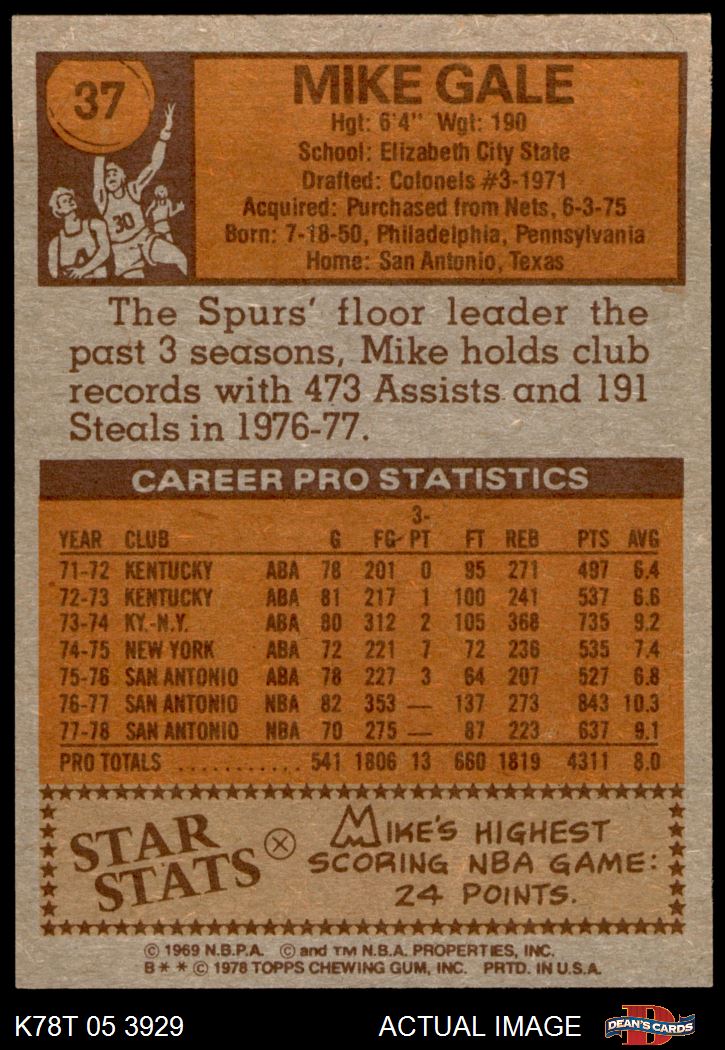 37
MIKE GALE
Hgt: 6'4" Wgt: 190
School: Elizabeth City State
Drafted: Colonels #3-1971
Acquired: Purchased from Nets, 6-3-75
Born: 7-18-50, Philadelphia, Pennsylvania
Home: San Antonio, Texas
30
The Spurs' floor leader the
past 3 seasons, Mike holds club
records with 473 Assists and 191
Steals in 1976-77.
CAREER PRO STATISTICS
3-
YEAR CLUB G FG PT FT REB PTS AVG
71-72 KENTUCKY ABA 78 201 0 95 271 497 6.4
72-73 KENTUCKY ABA 81 217 1 100 241 537 6.6
73-74 KY.-N.Y. ABA 80 312 2 105 368 735 9.2
74-75 NEW YORK ABA 72 221 7 72 236 535 7.4
75-76 SAN ANTONIO ABA 78 227 3 64 207 527 6.8
76-77 SAN ANTONIO NBA 82 353 — 137 273 843 10.3
77-78 SAN ANTONIO NBA 70 275 — 87 223 637 9.1
PRO TOTALS ........... 541 1806 13 660 1819 4311 8.0
STAR
STATS
MIKE'S HIGHEST
SCORING NBA GAME:
24 POINTS.
© 1969 N.B.P.A. © and TM N.B.A. PROPERTIES, INC.
B* * © 1978 TOPPS CHEWING GUM, INC. PRTD. IN U.S.A.
K78T 05 3929 ACTUAL IMAGE
D
DEAN'S CARDS